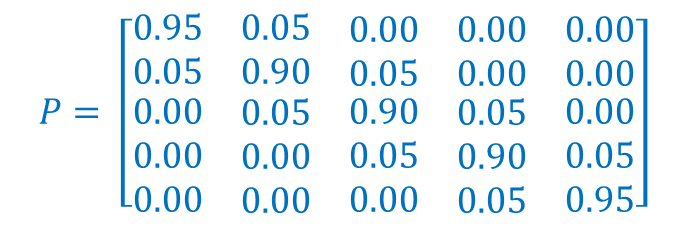 0.95 0.05 0.00 0.00 0.00
0.05 0.90 0.05 0.00 0.00
P = 0.00 0.05 0.90 0.05 0.00
0.00 0.00 0.05 0.90 0.05
0.00 0.00 0.00 0.05 0.95